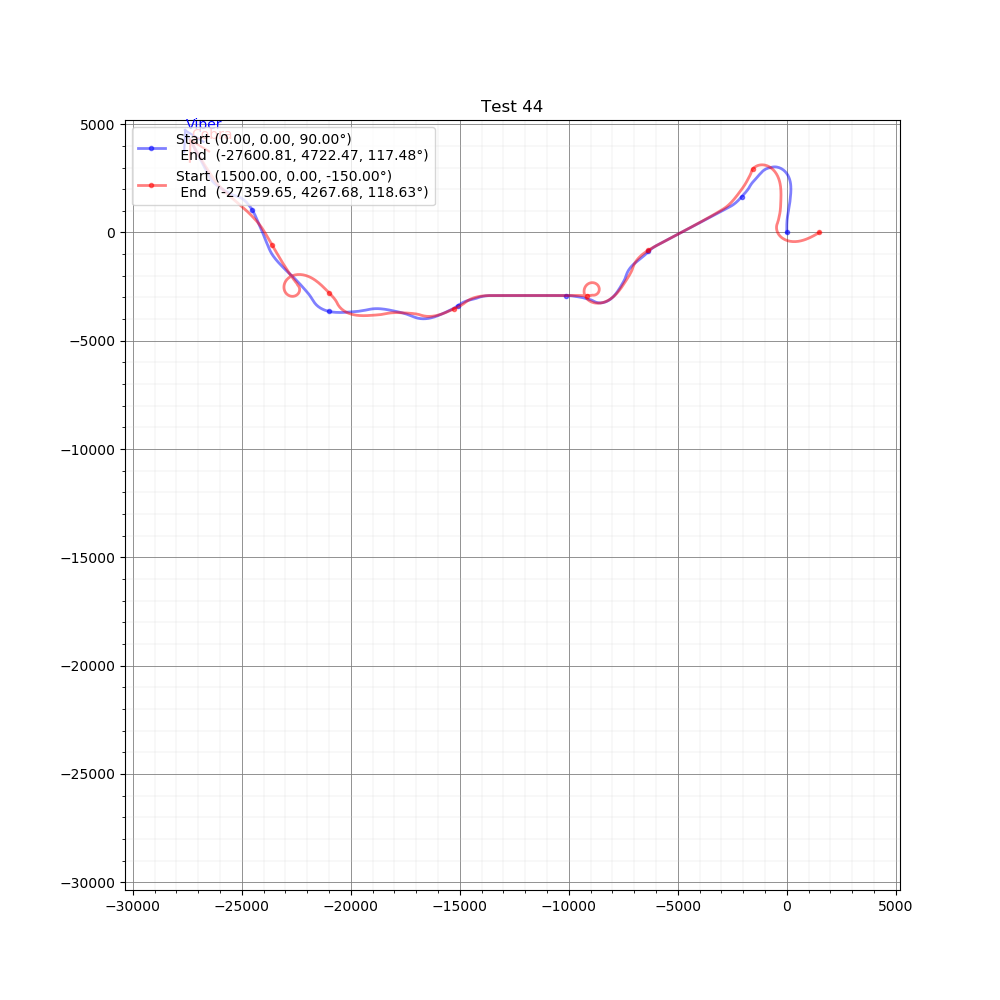 Test 44
Viper
Start (0.00, 0.00, 90.00°)
End  (-27600.81, 4722.47, 117.48°)
Start (1500.00, 0.00, -150.00°)
End  (-27359.65, 4267.68, 118.63°)
5000
0
−5000
−10000
−15000
−20000
−25000
−30000
−30000 −25000 −20000 −15000 −10000 −5000 0 5000